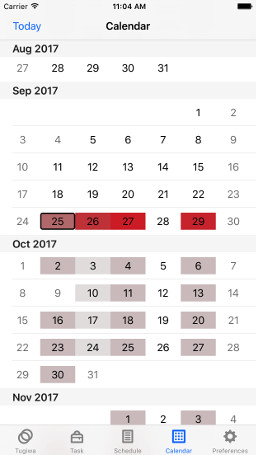 Carrier 11:04 AM
Today Calendar
Aug 2017
27 28 29 30 31
Sep 2017
1 2
3 4 5 6 7 8 9
10 11 12 13 14 15 16
17 18 19 20 21 22 23
24 25 26 27 28 29 30
Oct 2017
1 2 3 4 5 6 7
8 9 10 11 12 13 14
15 16 17 18 19 20 21
22 23 24 25 26 27 28
29 30 31
Nov 2017
1 2 3 4
Tugiea Task Schedule Calendar Preferences